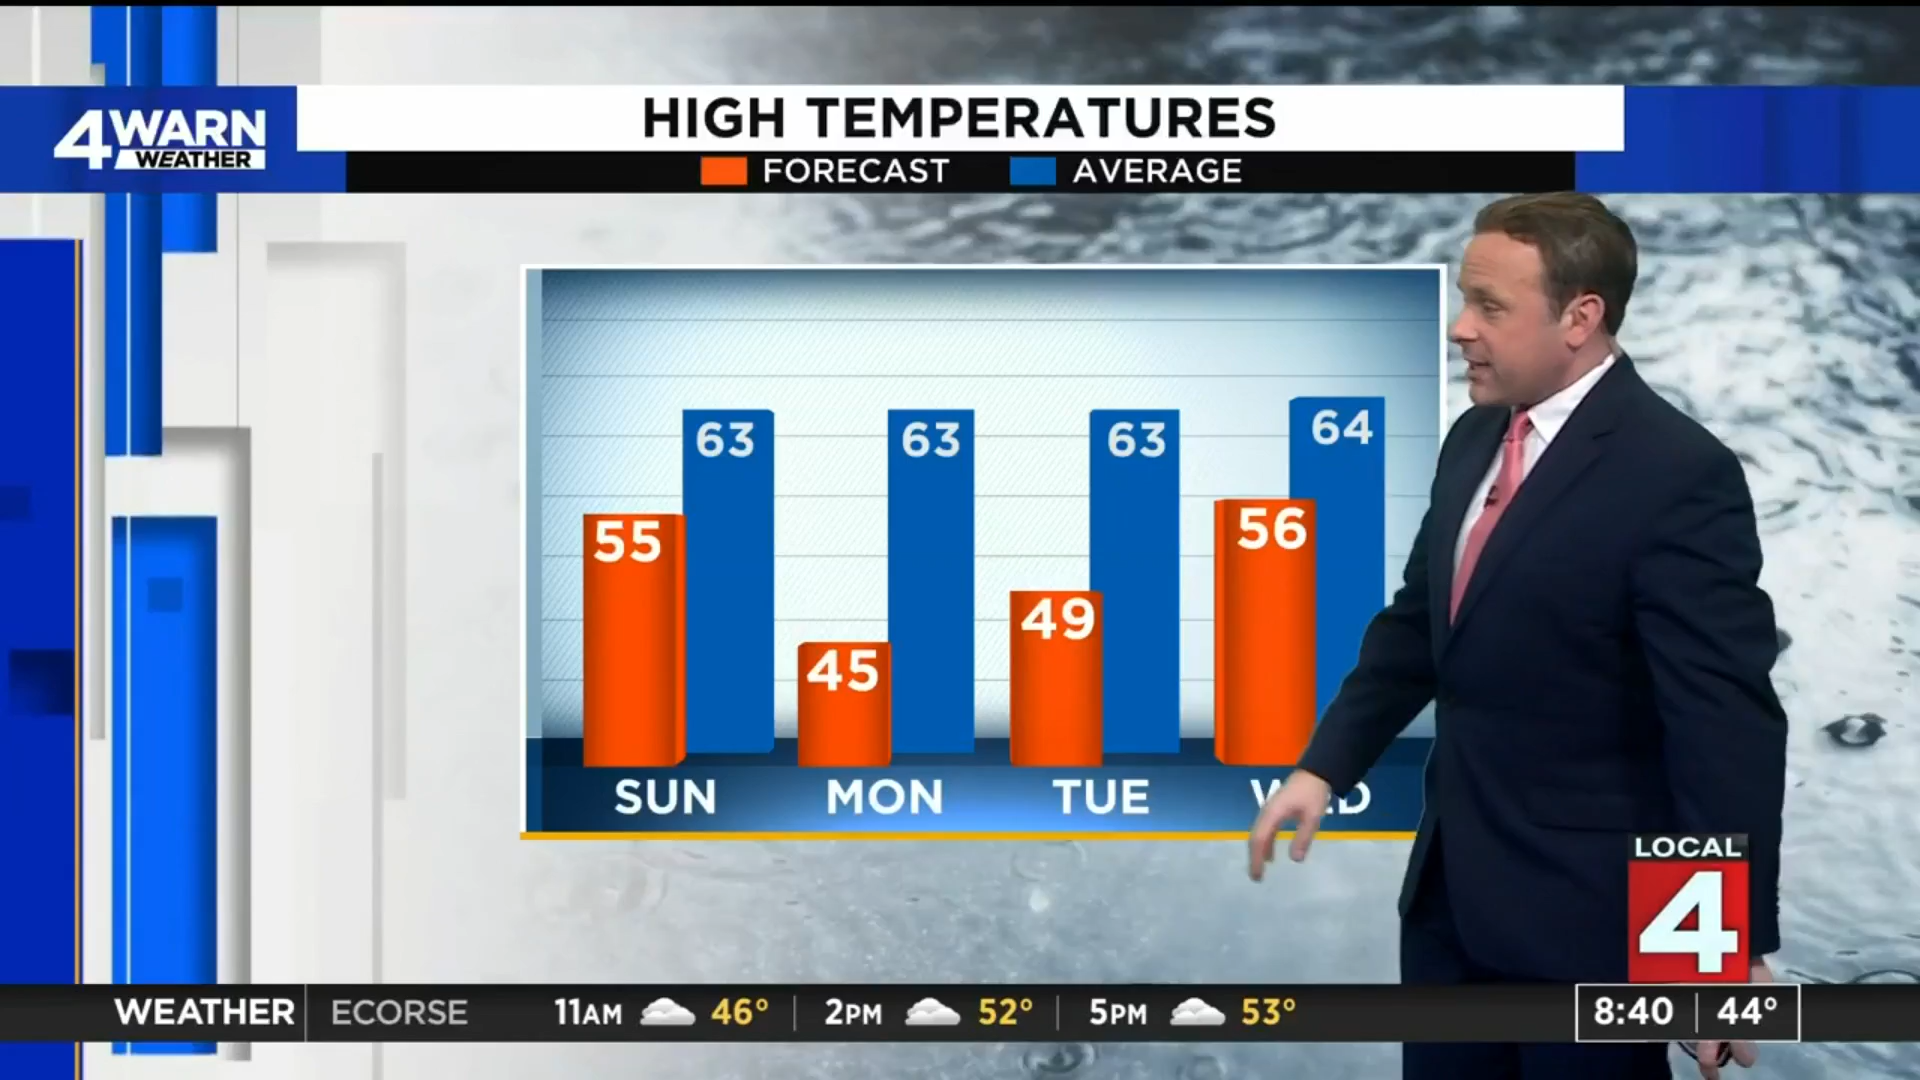 4WARN
WEATHER
HIGH TEMPERATURES
FORECAST AVERAGE
55 63 45 63 49 63 56 64
SUN MON TUE WED
LOCAL
4
WEATHER ECORSE 11AM 46° 2PM 52° 5PM 53° 8:40 44°